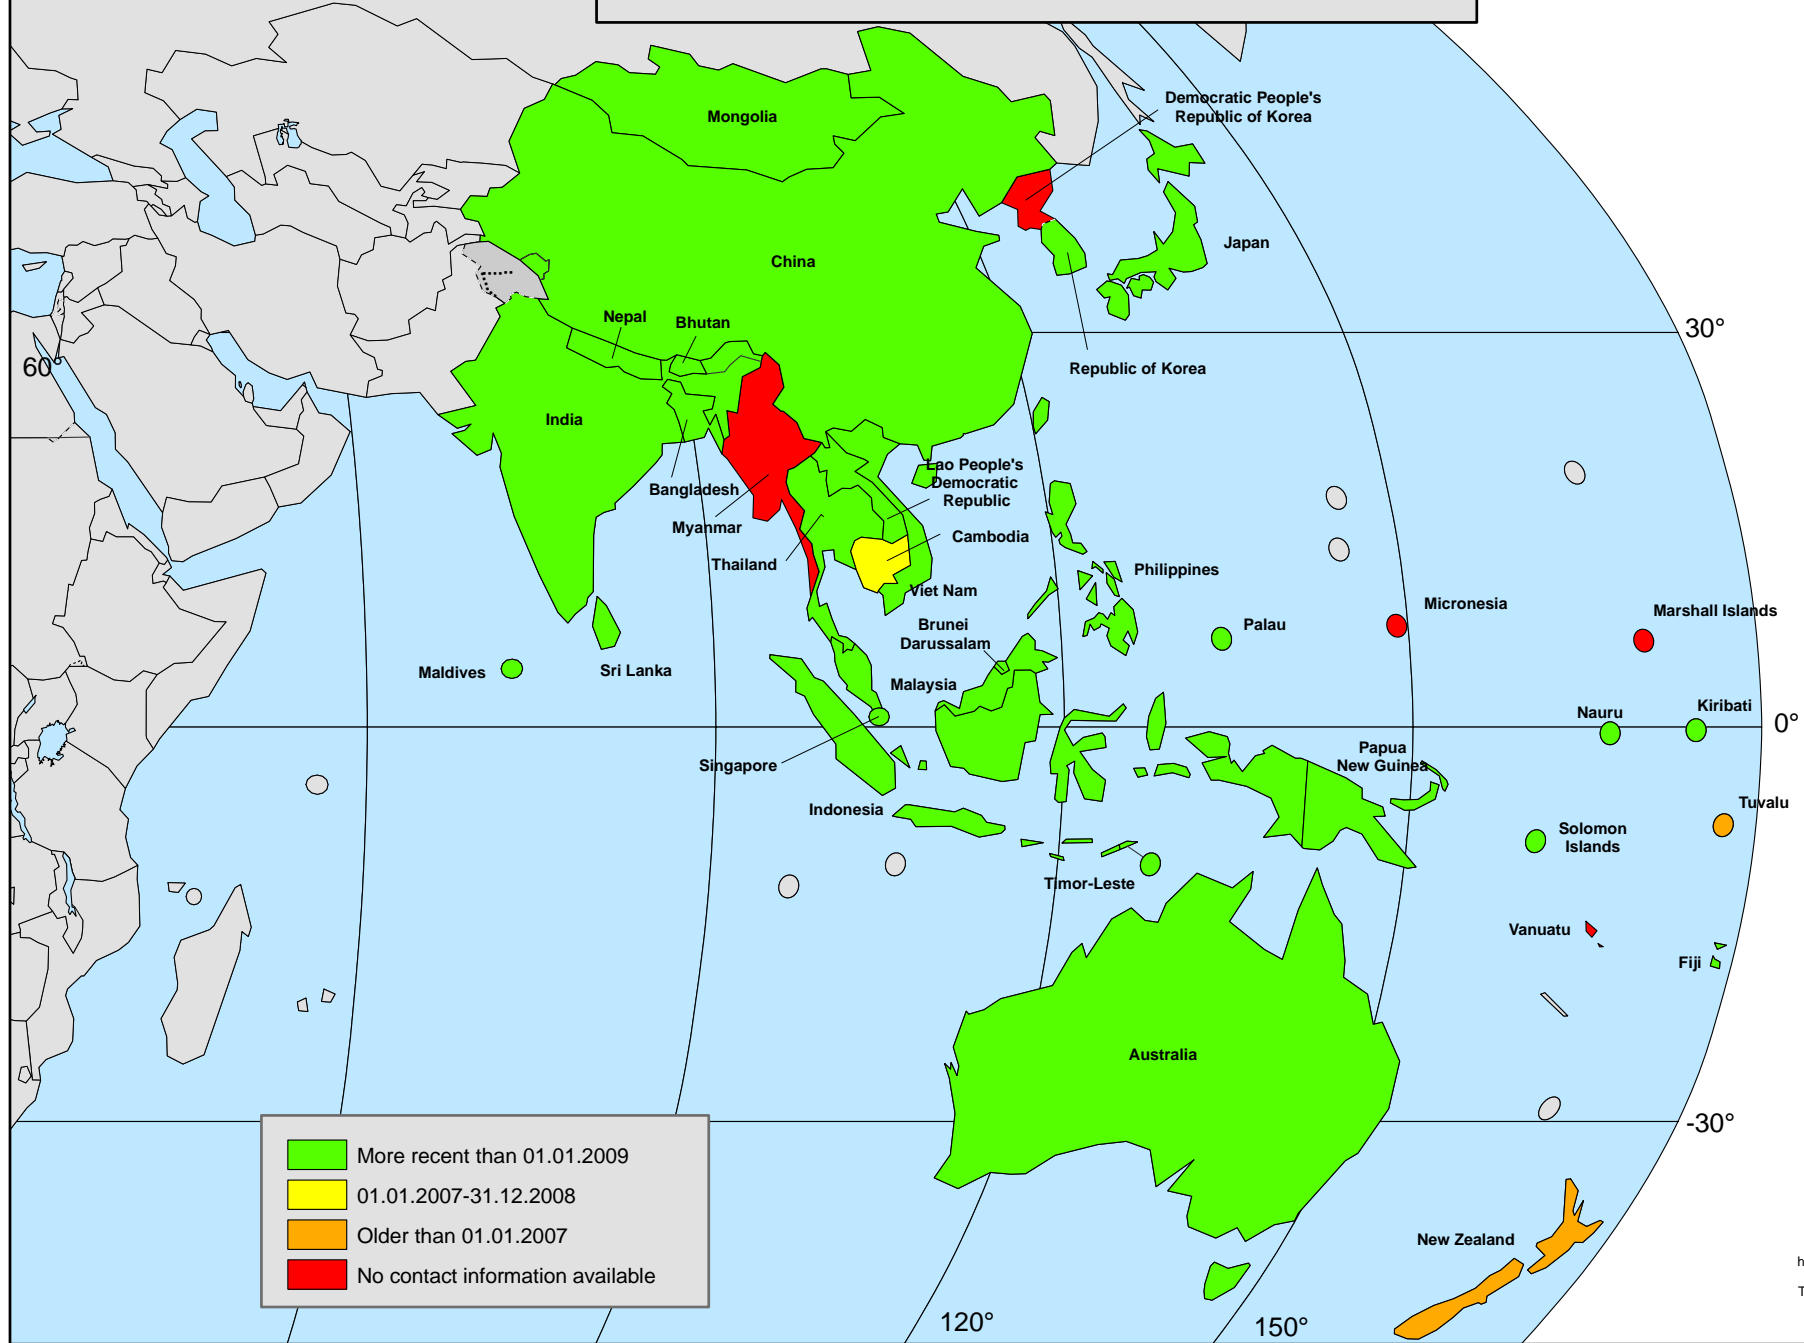 Democratic People's
Republic of Korea
Mongolia
Japan
China
Nepal
Bhutan
30°
60°
Republic of Korea
India
Lao People's
Democratic
Republic
Bangladesh
Myanmar
Cambodia
Thailand
Philippines
Viet Nam
Micronesia
Marshall Islands
Brunei
Darussalam
Palau
Maldives
Sri Lanka
Malaysia
Kiribati
Nauru
0°
Papua
New Guinea
Singapore
Indonesia
Tuvalu
Solomon
Islands
Timor-Leste
Vanuatu
Fiji
Australia
-30°
More recent than 01.01.2009
01.01.2007-31.12.2008
Older than 01.01.2007
No contact information available
New Zealand
h
T
120°
150°